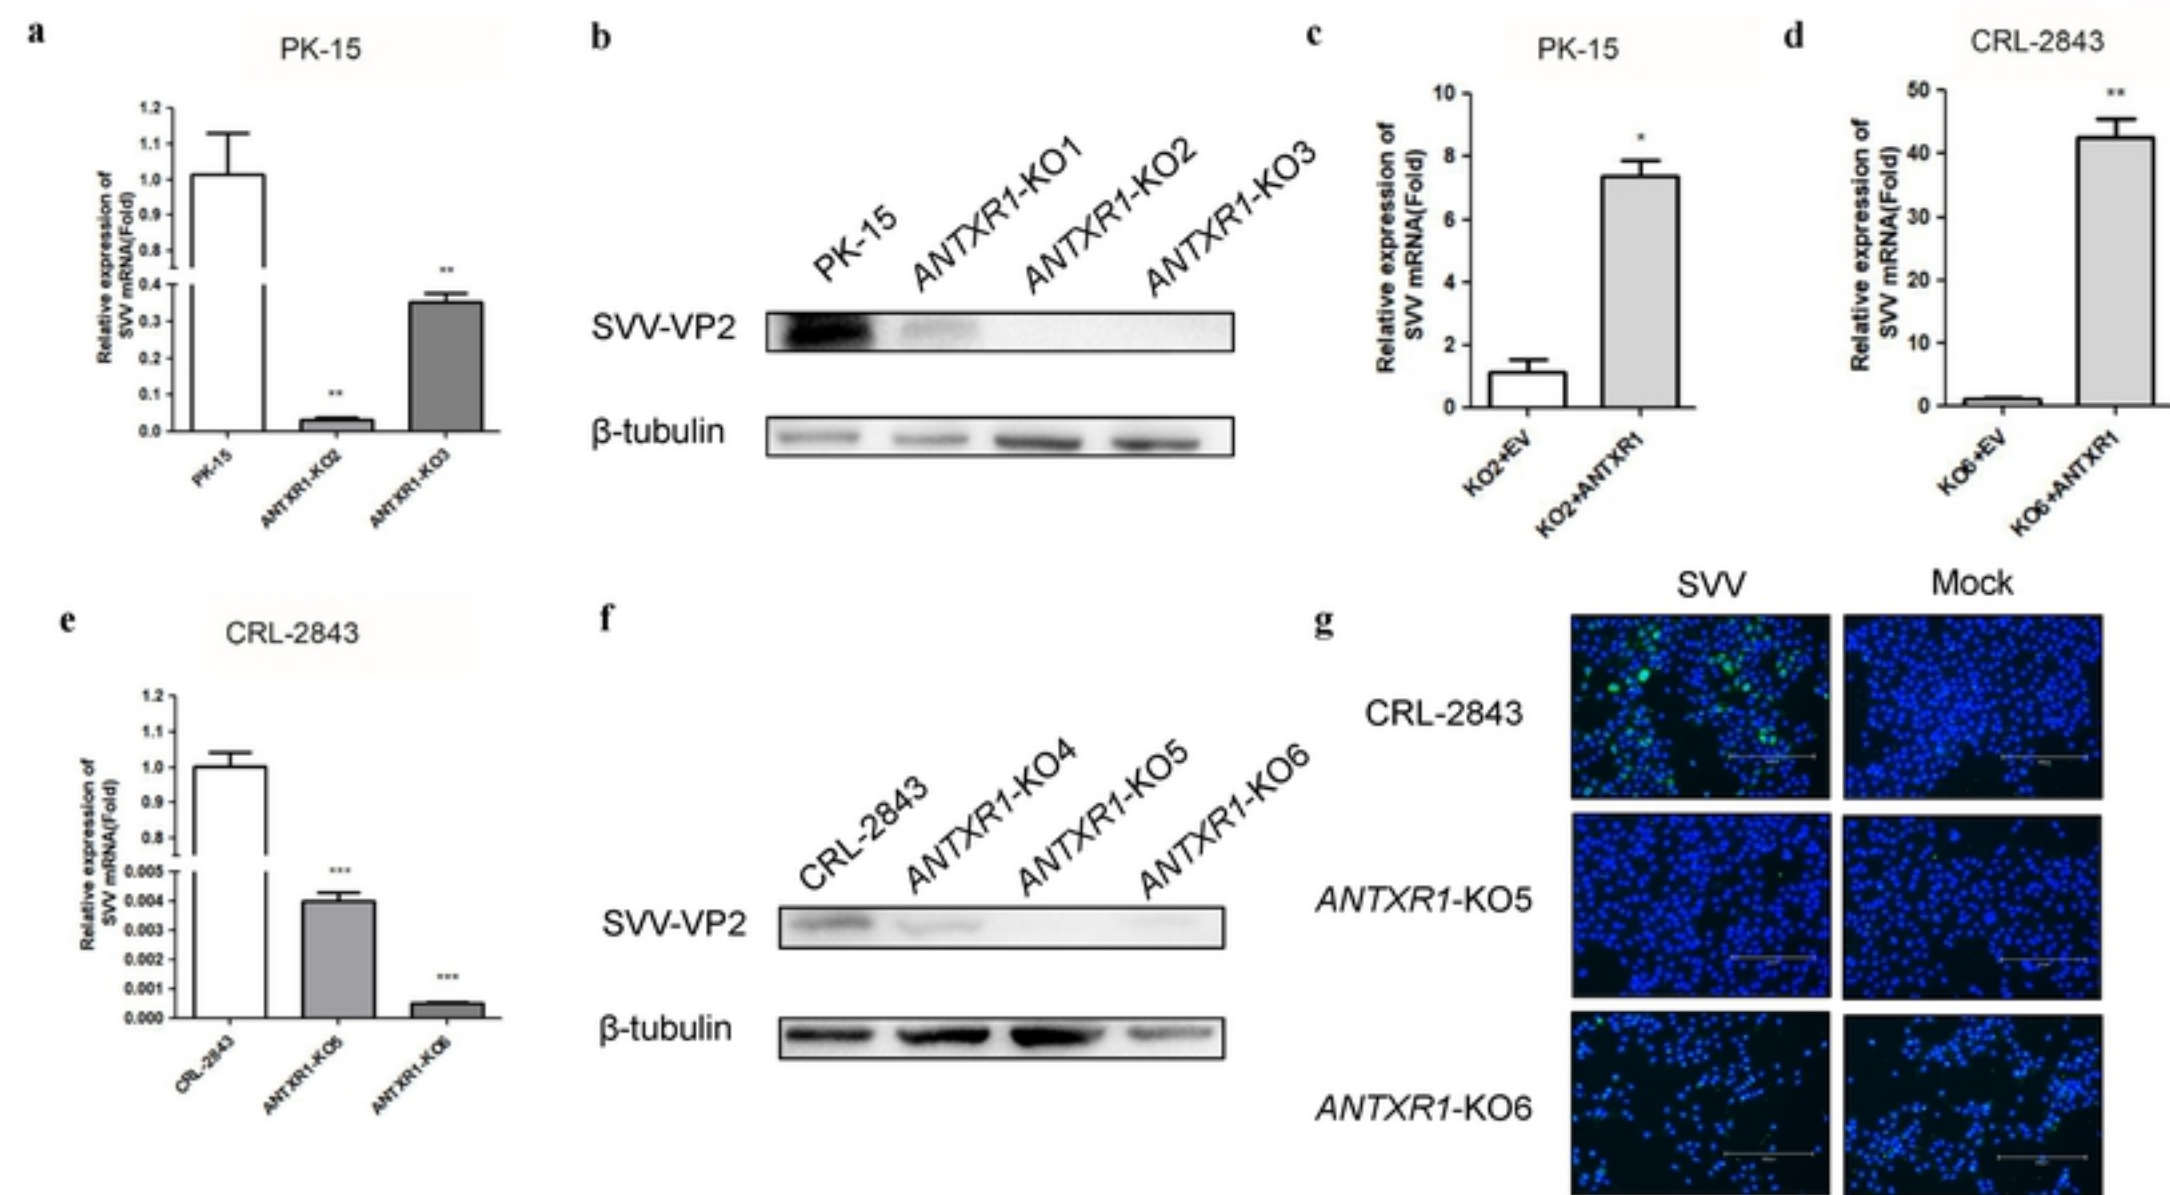 a
PK-15
Relative expression of
SVV mRNA(Fold)
1.2
1.1
1.0
0.9
0.8
0.4
0.3
0.2
0.1
0.0
**
**
PK-15
ANTXR1-KO2
ANTXR1-KO3
b
PK-15
ANTXR1-KO1
ANTXR1-KO2
ANTXR1-KO3
SVV-VP2
β-tubulin
c
PK-15
Relative expression of
SVV mRNA(Fold)
10
8
6
4
2
0
*
KO2+EV
KO2+ANTXR1
d
CRL-2843
Relative expression of
SVV mRNA(Fold)
50
40
30
20
10
0
**
KO6+EV
KO6+ANTXR1
e
CRL-2843
Relative expression of
SVV mRNA(Fold)
1.2
1.1
1.0
0.9
0.8
0.005
0.004
0.003
0.002
0.001
0.000
***
***
CRL-2843
ANTXR1-KO5
ANTXR1-KO6
f
CRL-2843
ANTXR1-KO4
ANTXR1-KO5
ANTXR1-KO6
SVV-VP2
β-tubulin
g
SVV Mock
CRL-2843
ANTXR1-KO5
ANTXR1-KO6